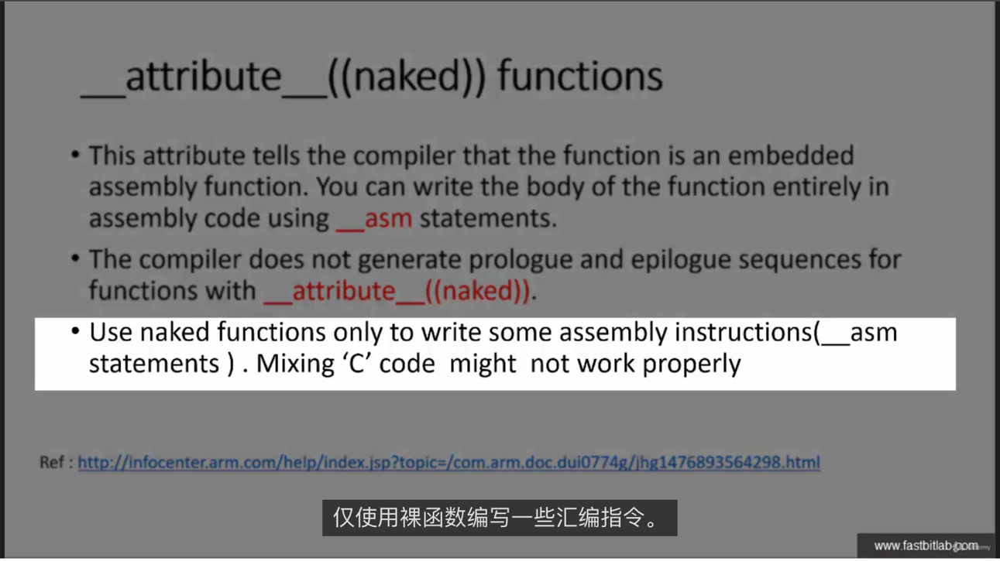 __attribute__((naked)) functions
• This attribute tells the compiler that the function is an embedded
assembly function. You can write the body of the function entirely in
assembly code using __asm statements.
• The compiler does not generate prologue and epilogue sequences for
functions with __attribute__((naked)).
• Use naked functions only to write some assembly instructions(__asm
statements ) . Mixing ‘C’ code might not work properly
Ref : http://infocenter.arm.com/help/index.jsp?topic=/com.arm.doc.dui0774g/jhg1476893564298.html
仅使用裸函数编写一些汇编指令。
www.fastbitlab.com